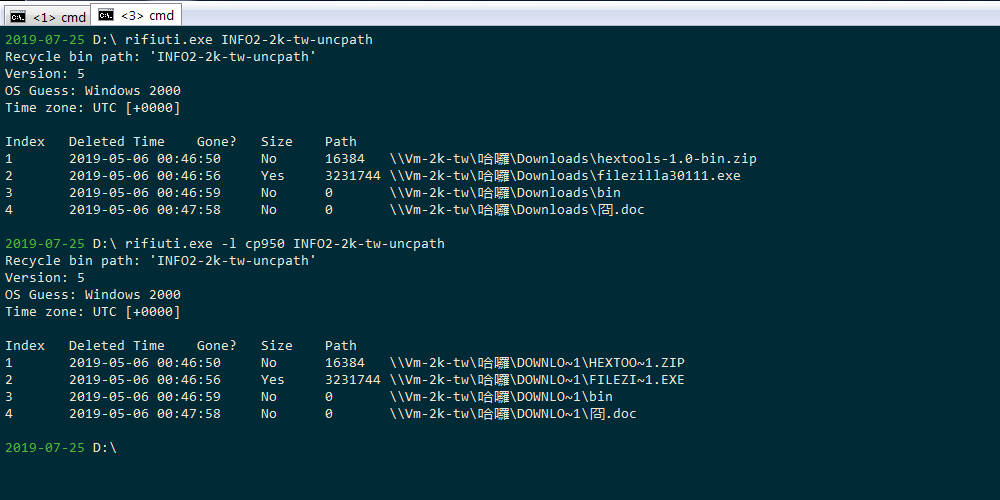 <1> cmd <3> cmd
2019-07-25 D:\ rifiuti.exe INFO2-2k-tw-uncpath
Recycle bin path: 'INFO2-2k-tw-uncpath'
Version: 5
OS Guess: Windows 2000
Time zone: UTC [+0000]
Index Deleted Time Gone? Size Path
1 2019-05-06 00:46:50 No 16384 \\Vm-2k-tw\哈囉\Downloads\hextools-1.0-bin.zip
2 2019-05-06 00:46:56 Yes 3231744 \\Vm-2k-tw\哈囉\Downloads\filezilla30111.exe
3 2019-05-06 00:46:59 No 0 \\Vm-2k-tw\哈囉\Downloads\bin
4 2019-05-06 00:47:58 No 0 \\Vm-2k-tw\哈囉\Downloads\囧.doc
2019-07-25 D:\ rifiuti.exe -l cp950 INFO2-2k-tw-uncpath
Recycle bin path: 'INFO2-2k-tw-uncpath'
Version: 5
OS Guess: Windows 2000
Time zone: UTC [+0000]
Index Deleted Time Gone? Size Path
1 2019-05-06 00:46:50 No 16384 \\Vm-2k-tw\哈囉\DOWNLO~1\HEXTOO~1.ZIP
2 2019-05-06 00:46:56 Yes 3231744 \\Vm-2k-tw\哈囉\DOWNLO~1\FILEZI~1.EXE
3 2019-05-06 00:46:59 No 0 \\Vm-2k-tw\哈囉\DOWNLO~1\bin
4 2019-05-06 00:47:58 No 0 \\Vm-2k-tw\哈囉\DOWNLO~1\囧.doc
2019-07-25 D:\